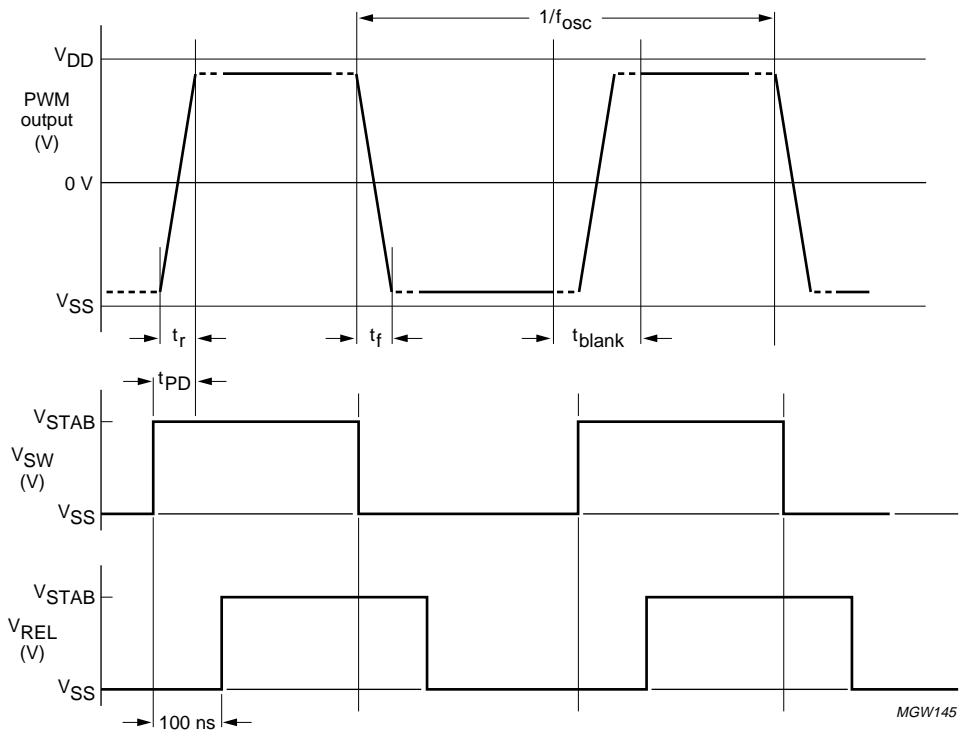 1/fosc
VDD
PWM
output
(V)
0 V
VSS
tr
tf
tblank
tPD
VSTAB
VSW
(V)
VSS
VSTAB
VREL
(V)
VSS
100 ns
MGW145